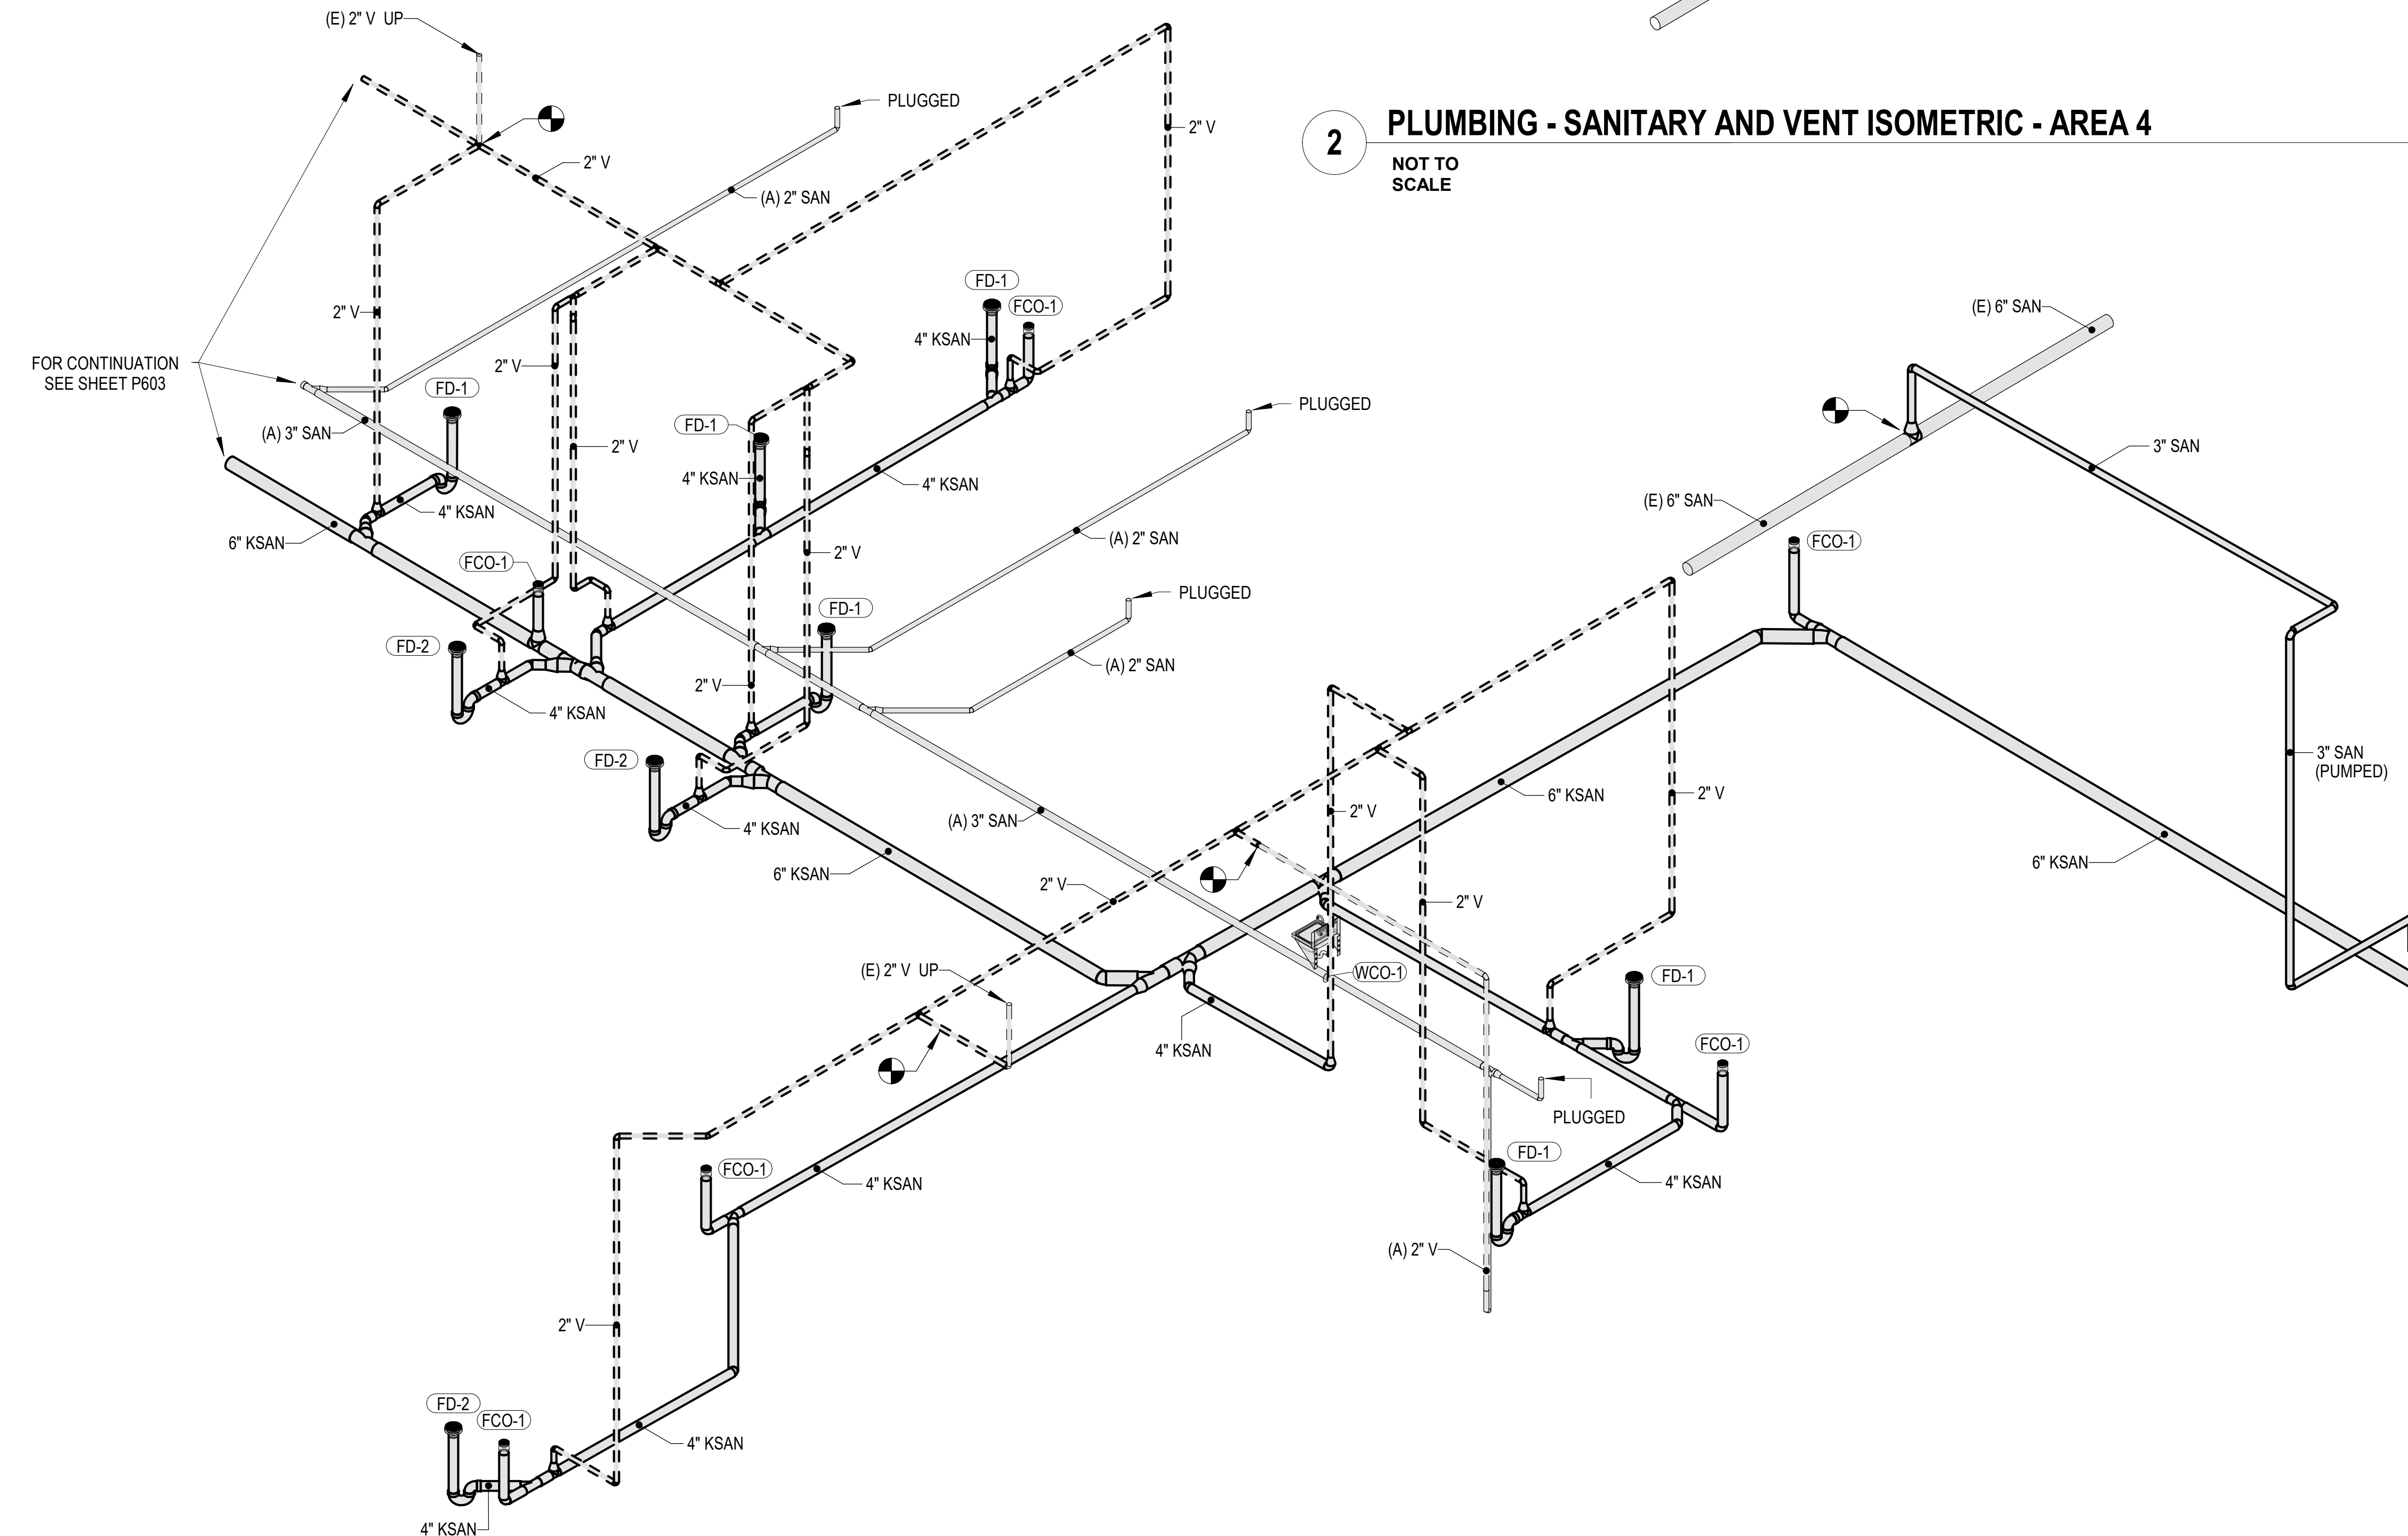 (E) 2" V UP
PLUGGED
2" V
2
PLUMBING - SANITARY AND VENT ISOMETRIC - AREA 4
NOT TO
SCALE
2" V
(A) 2" SAN
FD-1
FCO-1
(E) 6" SAN
2" V
4" KSAN
FOR CONTINUATION
SEE SHEET P603
2" V
FD-1
PLUGGED
(A) 3" SAN
FD-1
2" V
3" SAN
4" KSAN
4" KSAN
(E) 6" SAN
4" KSAN
6" KSAN
(A) 2" SAN
FCO-1
2" V
FCO-1
PLUGGED
FD-1
FD-2
(A) 2" SAN
2" V
4" KSAN
FD-2
3" SAN
(PUMPED)
6" KSAN
2" V
2" V
(A) 3" SAN
4" KSAN
6" KSAN
6" KSAN
2" V
2" V
(E) 2" V UP
WCO-1
FD-1
4" KSAN
FCO-1
PLUGGED
FD-1
FCO-1
4" KSAN
4" KSAN
(A) 2" V
2" V
FD-2
FCO-1
4" KSAN
4" KSAN